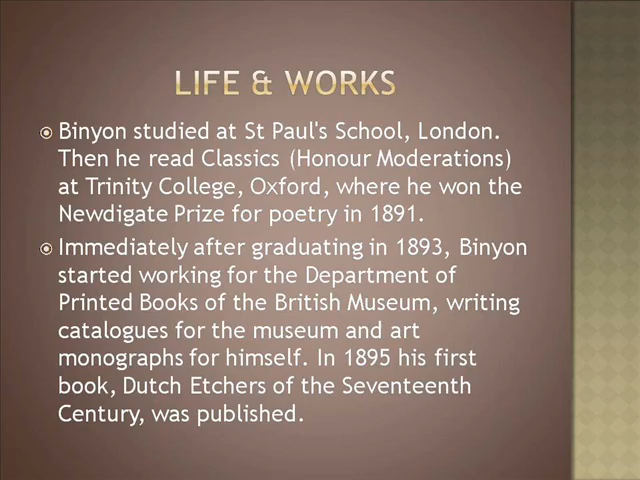 LIFE & WORKS
Binyon studied at St Paul's School, London.
Then he read Classics (Honour Moderations)
at Trinity College, Oxford, where he won the
Newdigate Prize for poetry in 1891.
Immediately after graduating in 1893, Binyon
started working for the Department of
Printed Books of the British Museum, writing
catalogues for the museum and art
monographs for himself. In 1895 his first
book, Dutch Etchers of the Seventeenth
Century, was published.